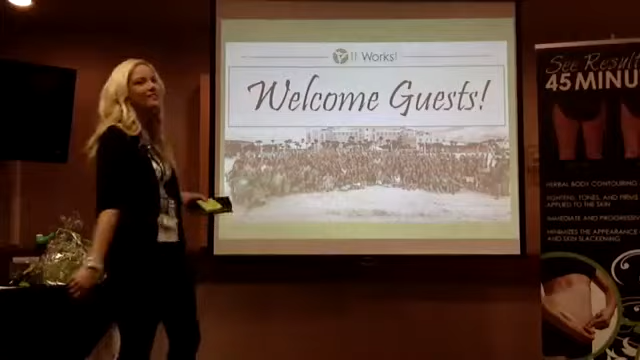 It Works!
Welcome Guests!
See Result
45 MINU
HERBAL BODY CONTOURING
TIGHTENS, TONES, AND FIRMS
APPLIED TO THE SKIN
IMMEDIATE AND PROGRESSIVE
MINIMIZES THE APPEARANCE
AND SKIN SLACKENING